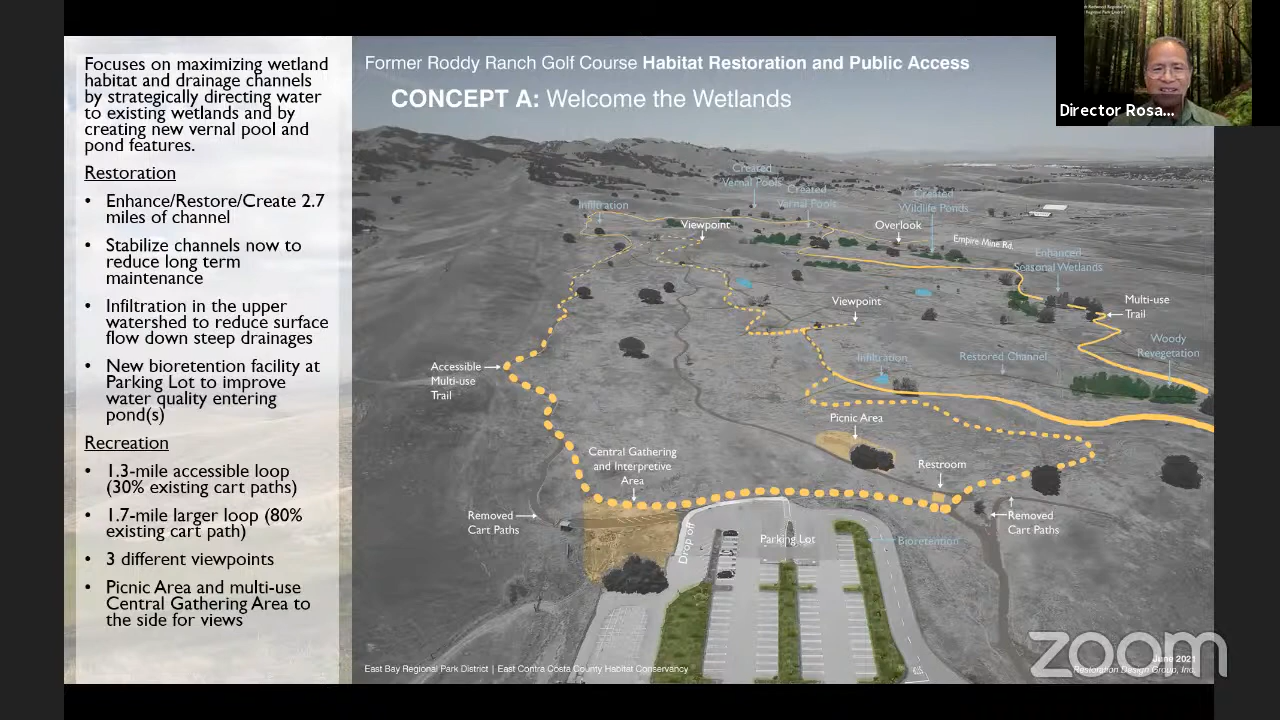 Focuses on maximizing wetland
habitat and drainage channels
by strategically directing water
to existing wetlands and by
creating new vernal pool and
pond features.
Restoration
• Enhance/Restore/Create 2.7
miles of channel
• Stabilize channels now to
reduce long term
maintenance
• Infiltration in the upper
watershed to reduce surface
flow down steep drainages
• New bioretention facility at
Parking Lot to improve
water quality entering
pond(s)
Recreation
• 1.3-mile accessible loop
(30% existing cart paths)
• 1.7-mile larger loop (80%
existing cart path)
• 3 different viewpoints
• Picnic Area and multi-use
Central Gathering Area to
the side for views
Former Roddy Ranch Golf Course Habitat Restoration and Public Access
CONCEPT A: Welcome the Wetlands
Redwood Regional Park
Regional Park District
Director Rosa...
Created
Vernal Pools
Created
Vernal Pools
Created
Wildlife Ponds
Infiltration
Viewpoint
Overlook
Empire Mine Rd.
Enhanced
Seasonal Wetlands
Viewpoint
Multi-use
Trail
Woody
Revegetation
Accessible
Multi-use
Trail
Infiltration
Restored Channel
Picnic Area
Central Gathering
and Interpretive
Area
Restroom
Removed
Cart Paths
Removed
Cart Paths
Drop off
Parking Lot
Bioretention
East Bay Regional Park District | East Contra Costa County Habitat Conservancy
June 2021
Restoration Design Group, Inc.
zoom